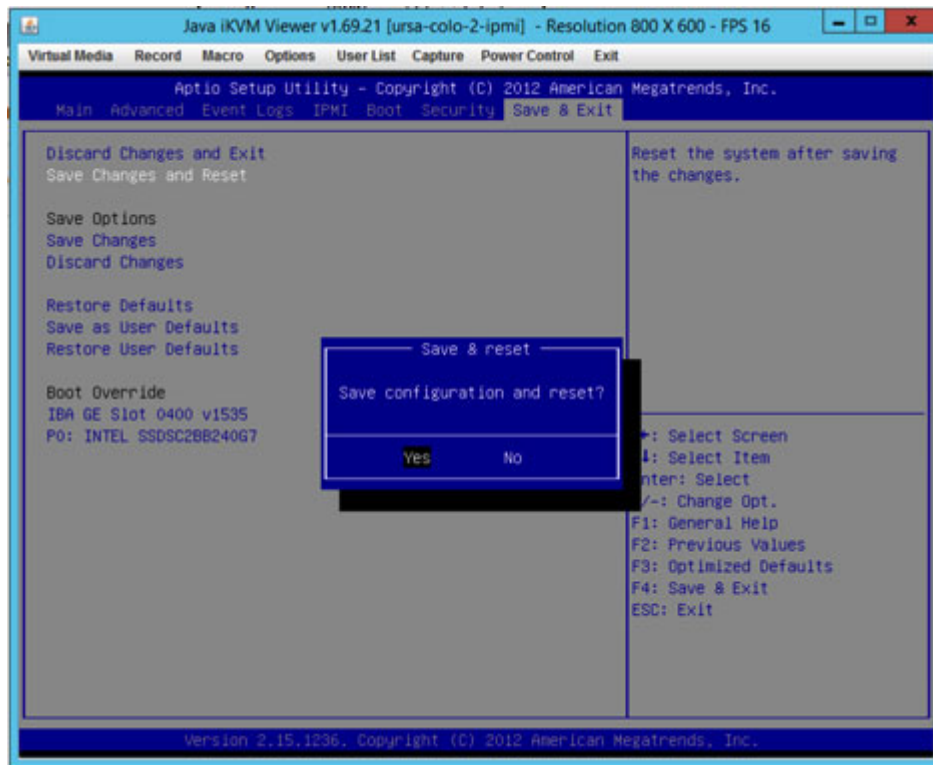 Java iKVM Viewer v1.69.21 [ursa-colo-2-ipmi] - Resolution 800 X 600 - FPS 16
Virtual Media Record Macro Options User List Capture Power Control Exit
Aptio Setup Utility - Copyright (C) 2012 American Megatrends, Inc.
Main Advanced Event Logs IPMI Boot Security Save & Exit
Discard Changes and Exit
Save Changes and Reset
Save Options
Save Changes
Discard Changes
Restore Defaults
Save as User Defaults
Restore User Defaults
Boot Override
IBA GE Slot 0400 v1535
P0: INTEL SSDSC2BB240G7
Save & reset
Save configuration and reset?
Yes No
Reset the system after saving
the changes.
: Select Screen
: Select Item
nter: Select
/-: Change Opt.
F1: General Help
F2: Previous Values
F3: Optimized Defaults
F4: Save & Exit
ESC: Exit
Version 2.15.1236. Copyright (C) 2012 American Megatrends, Inc.